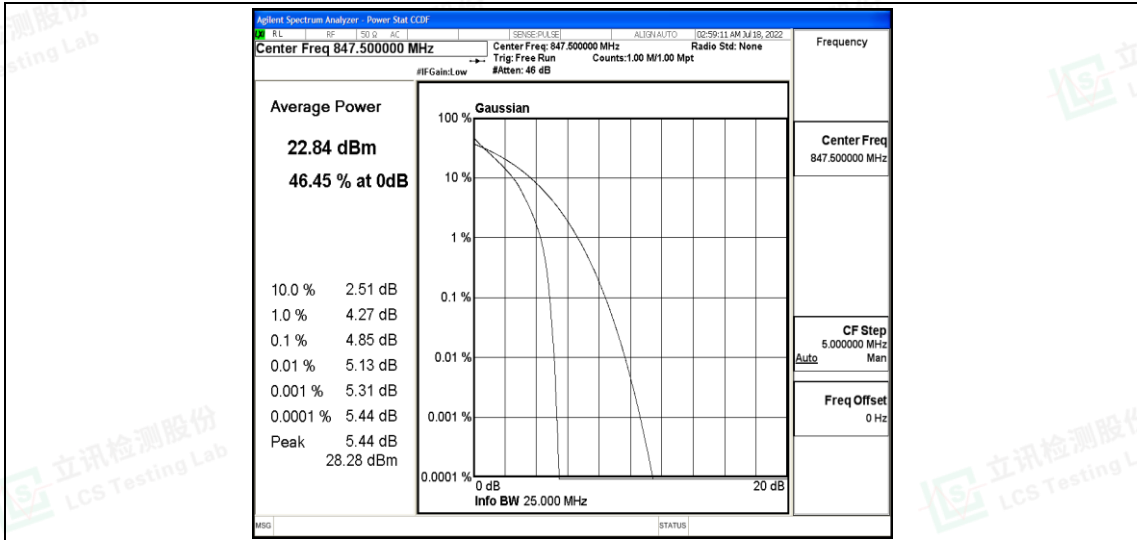 Agilent Spectrum Analyzer - Power Stat CCDF
LXI RL RF 50 Ω AC SENSE:PULSE ALIGNAUTO 02:59:11 AM Jul 18, 2022
Center Freq 847.500000 MHz
Center Freq: 847.500000 MHz Radio Std: None
Trig: Free Run Counts:1.00 M/1.00 Mpt
#IFGain:Low #Atten: 46 dB
Frequency
Average Power
22.84 dBm
46.45 % at 0dB
10.0 % 2.51 dB
1.0 % 4.27 dB
0.1 % 4.85 dB
0.01 % 5.13 dB
0.001 % 5.31 dB
0.0001 % 5.44 dB
Peak 5.44 dB
28.28 dBm
Gaussian
100 %
10 %
1 %
0.1 %
0.01 %
0.001 %
0.0001 %
0 dB 20 dB
Info BW 25.000 MHz
Center Freq
847.500000 MHz
CF Step
5.000000 MHz
Auto Man
Freq Offset
0 Hz
MSG STATUS
立讯检测股份
LCS Testing Lab
立讯检测股份
LCS Testing L